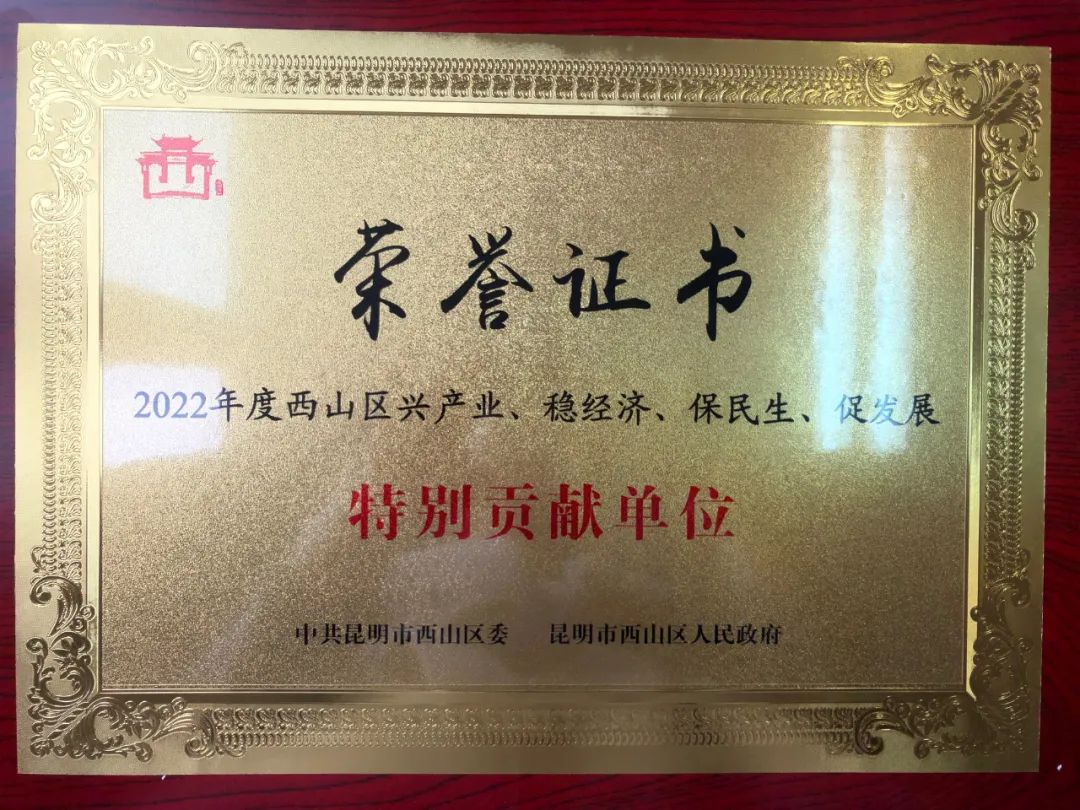 荣誉证书
2022年度西山区兴产业、稳经济、保民生、促发展
特别贡献单位
中共昆明市西山区委 昆明市西山区人民政府